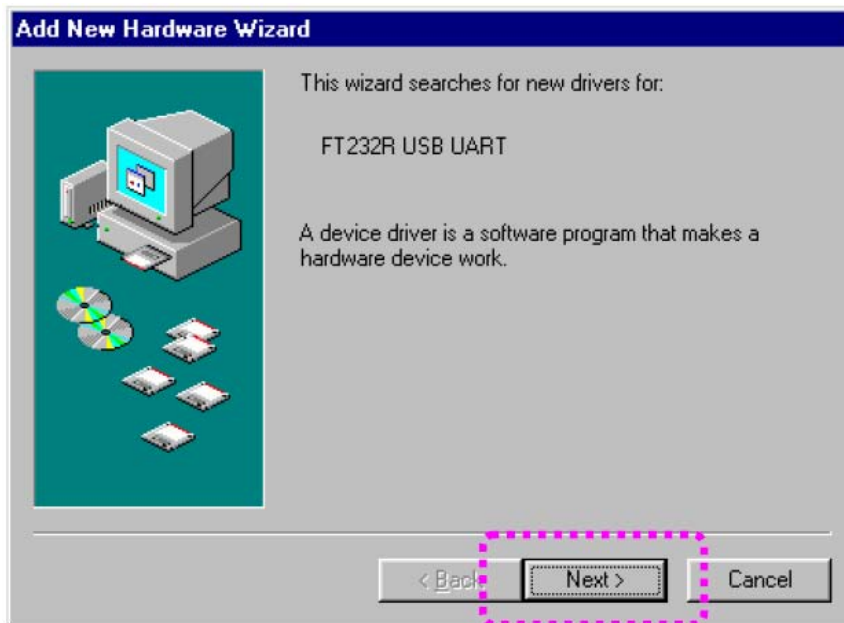 Add New Hardware Wizard
This wizard searches for new drivers for:
FT232R USB UART
A device driver is a software program that makes a
hardware device work.
< Back Next > Cancel